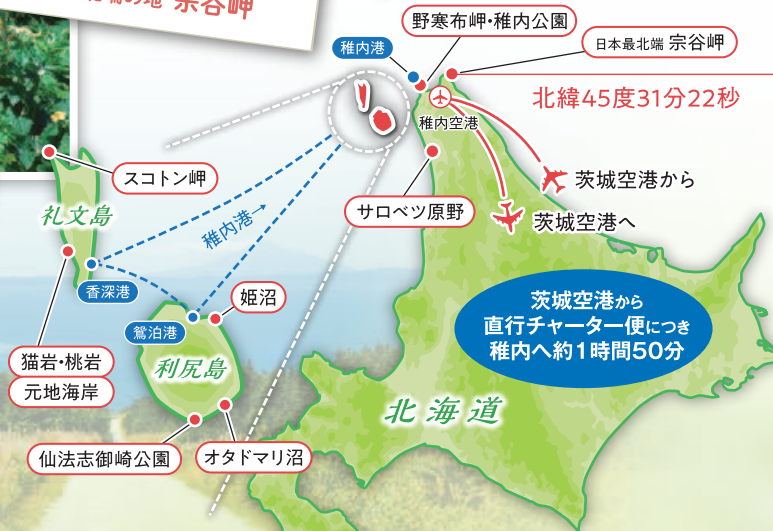 の地 宗谷岬
野寒布岬・稚内公園
稚内港
日本最北端 宗谷岬
北緯45度31分22秒
稚内空港
スコトン岬
茨城空港から
サロベツ原野
礼文島
茨城空港へ
稚内港→
香深港
姫沼
茨城空港から
直行チャーター便につき
稚内へ約1時間50分
鴛泊港
猫岩・桃岩
利尻島
元地海岸
北海道
仙法志御崎公園
オタドマリ沼